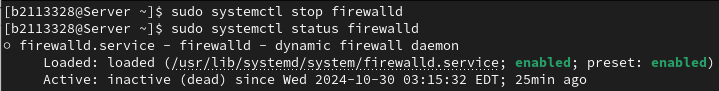 [b2113328@Server ~]$ sudo systemctl stop firewalld
[b2113328@Server ~]$ sudo systemctl status firewalld
○ firewalld.service - firewalld - dynamic firewall daemon
     Loaded: loaded (/usr/lib/systemd/system/firewalld.service; enabled; preset: enabled)
     Active: inactive (dead) since Wed 2024-10-30 03:15:32 EDT; 25min ago